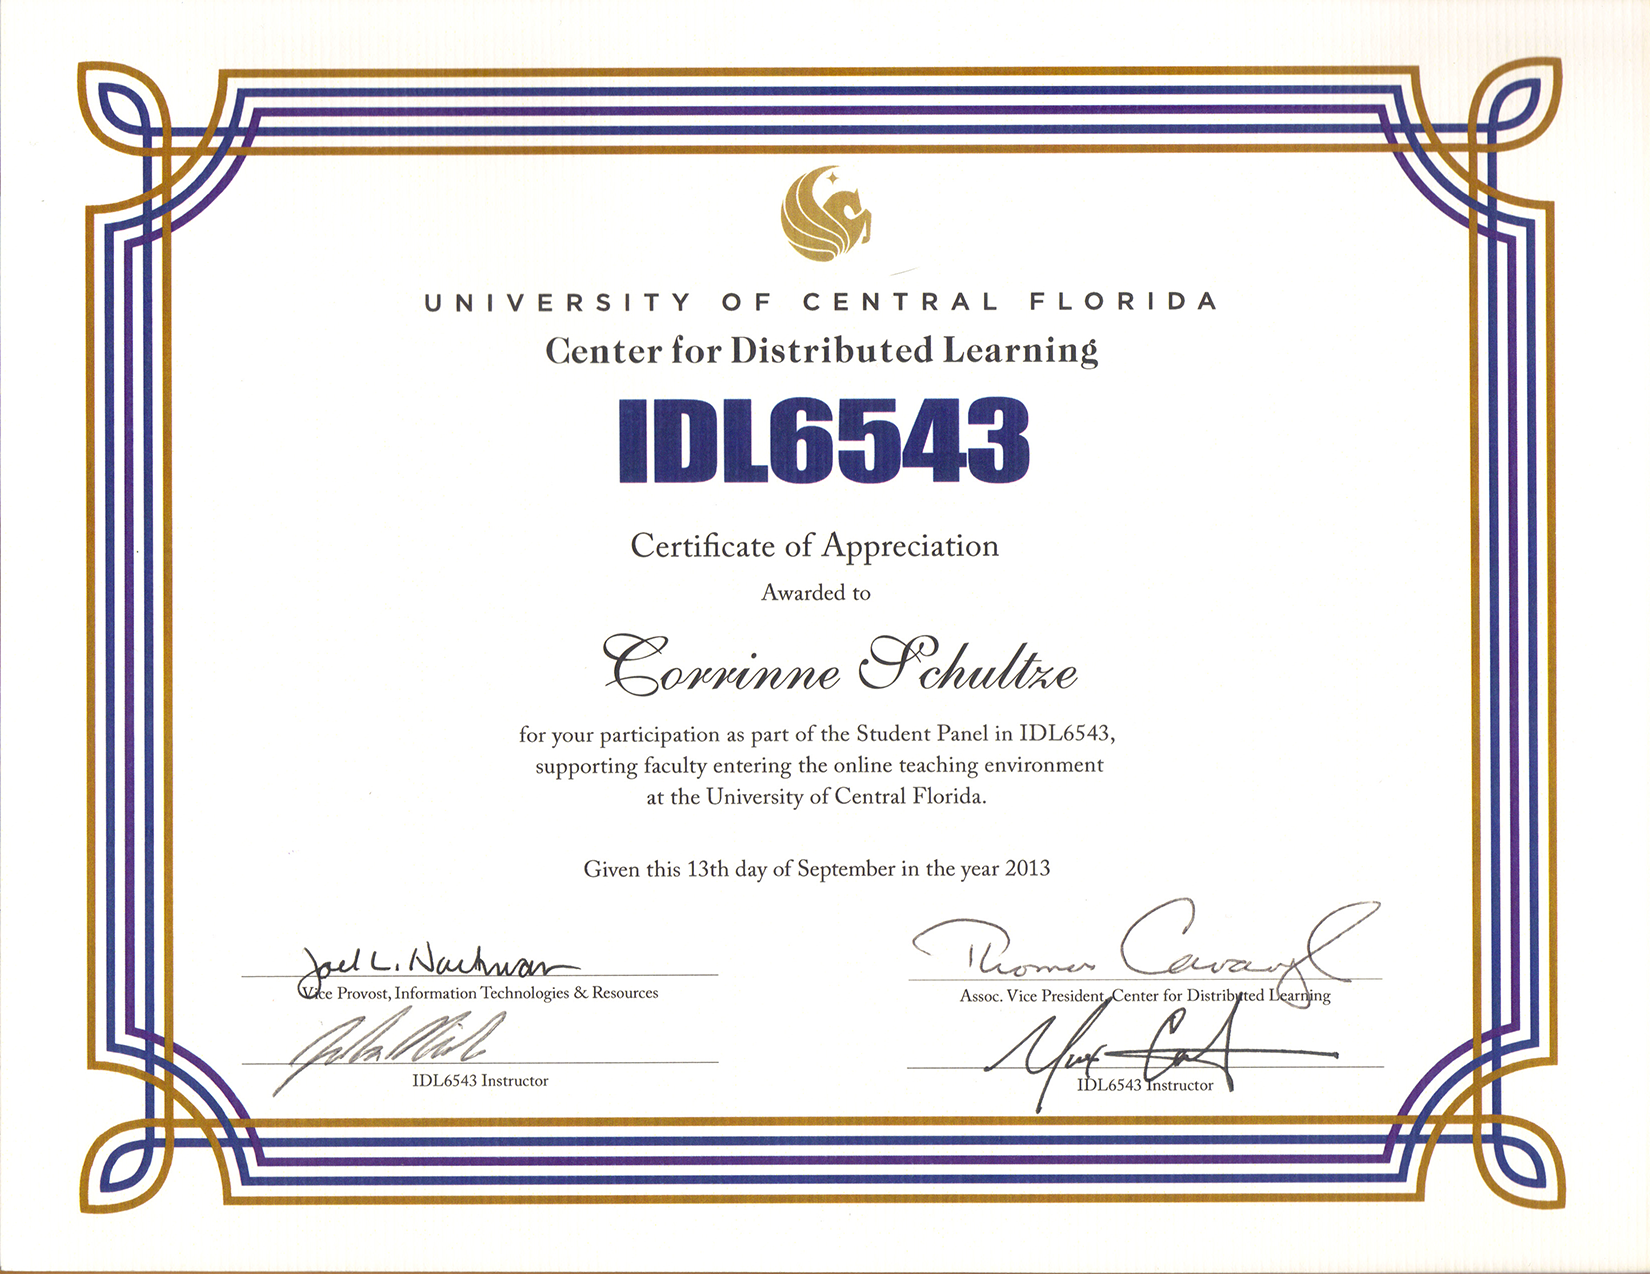 UNIVERSITY OF CENTRAL FLORIDA
Center for Distributed Learning
IDL6543
Certificate of Appreciation
Awarded to
Corrinne Schultze
for your participation as part of the Student Panel in IDL6543,
supporting faculty entering the online teaching environment
at the University of Central Florida.
Given this 13th day of September in the year 2013
Joel L. Hartman
Thomas Cavanagh
Vice Provost, Information Technologies & Resources
Assoc. Vice President, Center for Distributed Learning
IDL6543 Instructor
IDL6543 Instructor